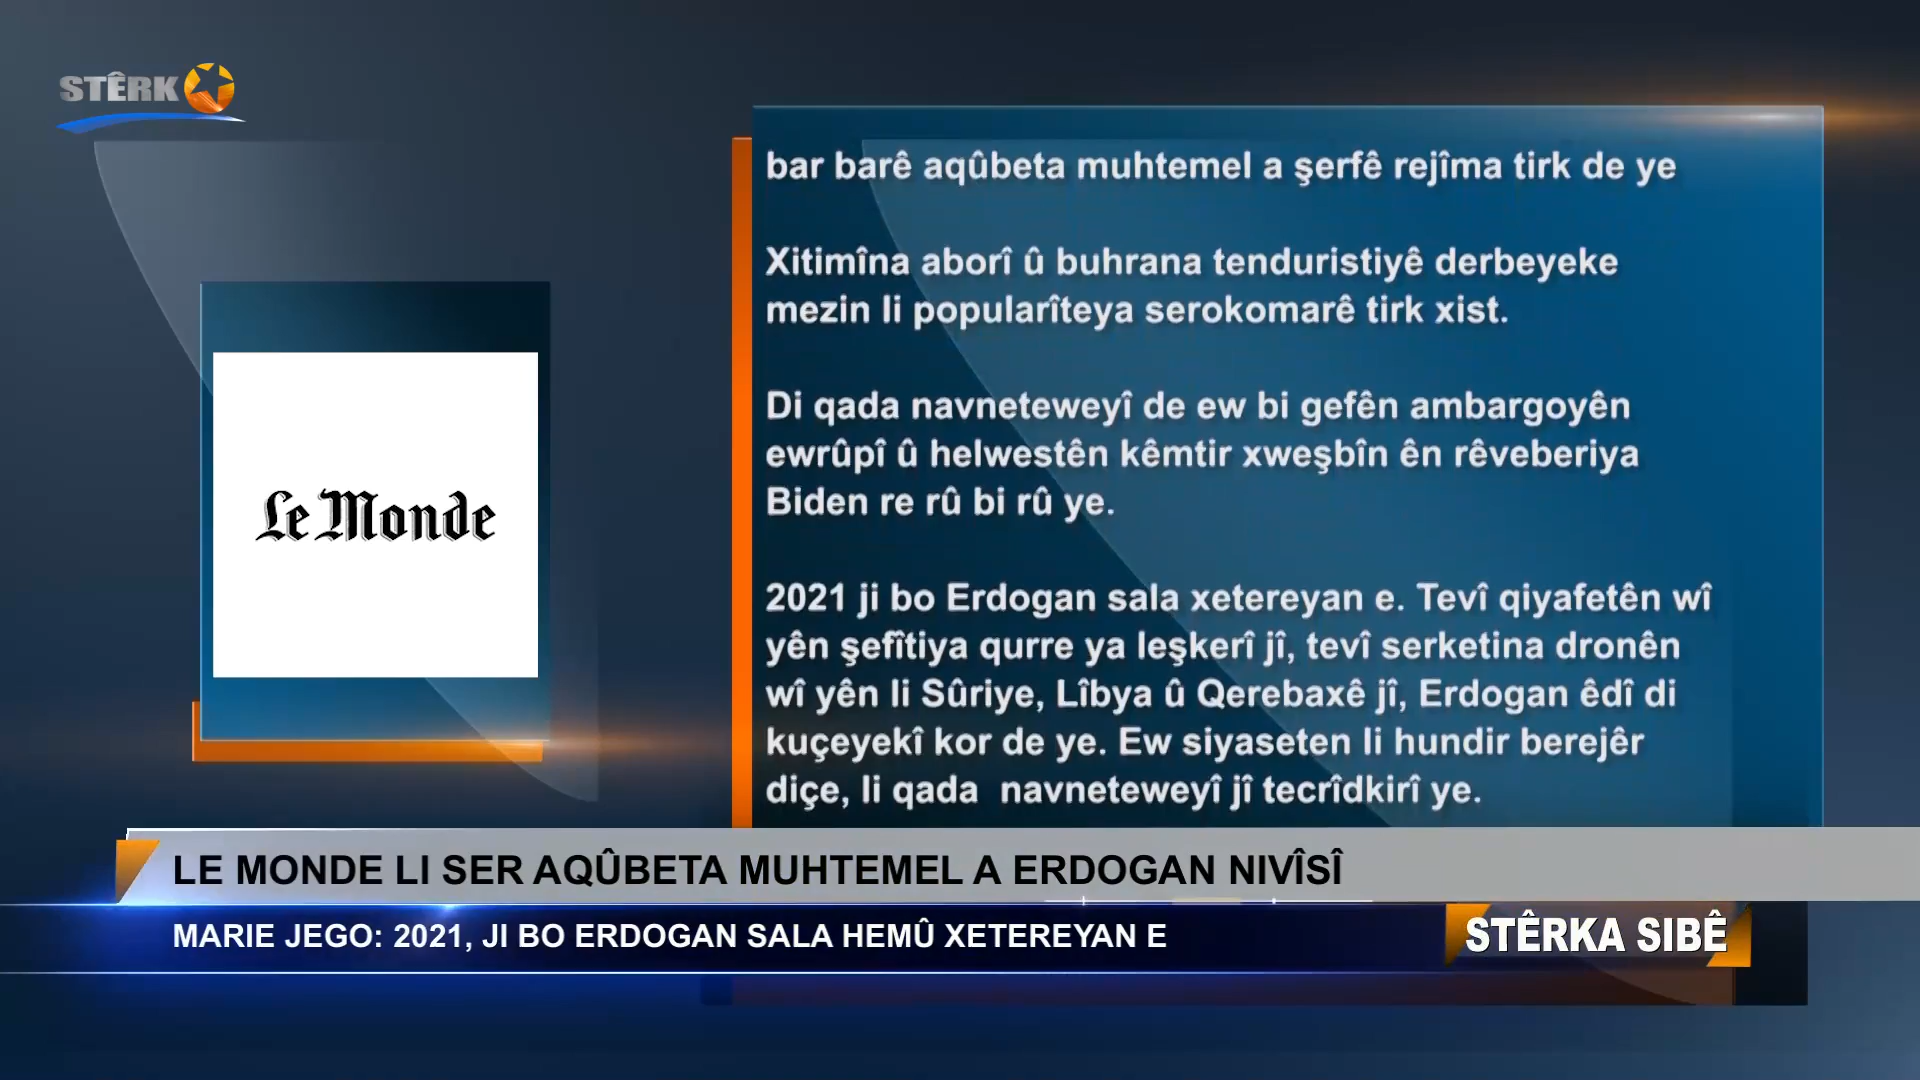 STÊRK
bar barê aqûbeta muhtemel a şerfê rejîma tirk de ye
Xitimîna aborî û buhrana tenduristiyê derbeyeke
mezin li popularîteya serokomarê tirk xist.
Di qada navneteweyî de ew bi gefên ambargoyên
ewrûpî û helwestên kêmtir xweşbîn ên rêveberiya
Biden re rû bi rû ye.
2021 ji bo Erdogan sala xetereyan e. Tevî qiyafetên wî
yên şefîtiya qurre ya leşkerî jî, tevî serketina dronên
wî yên li Sûriye, Lîbya û Qerebaxê jî, Erdogan êdî di
kuçeyekî kor de ye. Ew siyaseten li hundir berejêr
diçe, li qada  navneteweyî jî tecrîdkirî ye.
Le Monde
LE MONDE LI SER AQÛBETA MUHTEMEL A ERDOGAN NIVÎSÎ
MARIE JEGO: 2021, JI BO ERDOGAN SALA HEMÛ XETEREYAN E
STÊRKA SIBÊ